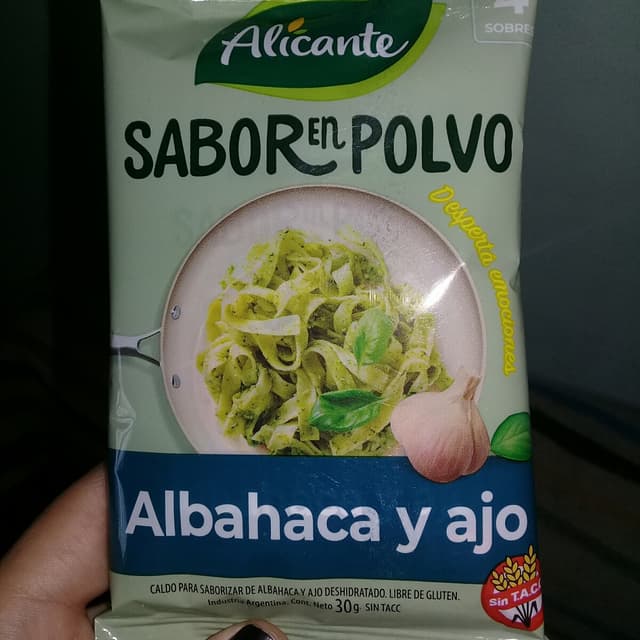 4
SOBRES
Alicante
SABOR EN POLVO
Despertá emociones
Albahaca y ajo
CALDO PARA SABORIZAR DE ALBAHACA Y AJO DESHIDRATADO. LIBRE DE GLUTEN.
Industria Argentina. Cont. Neto 30g SIN TACC
Sin T.A.C.C.